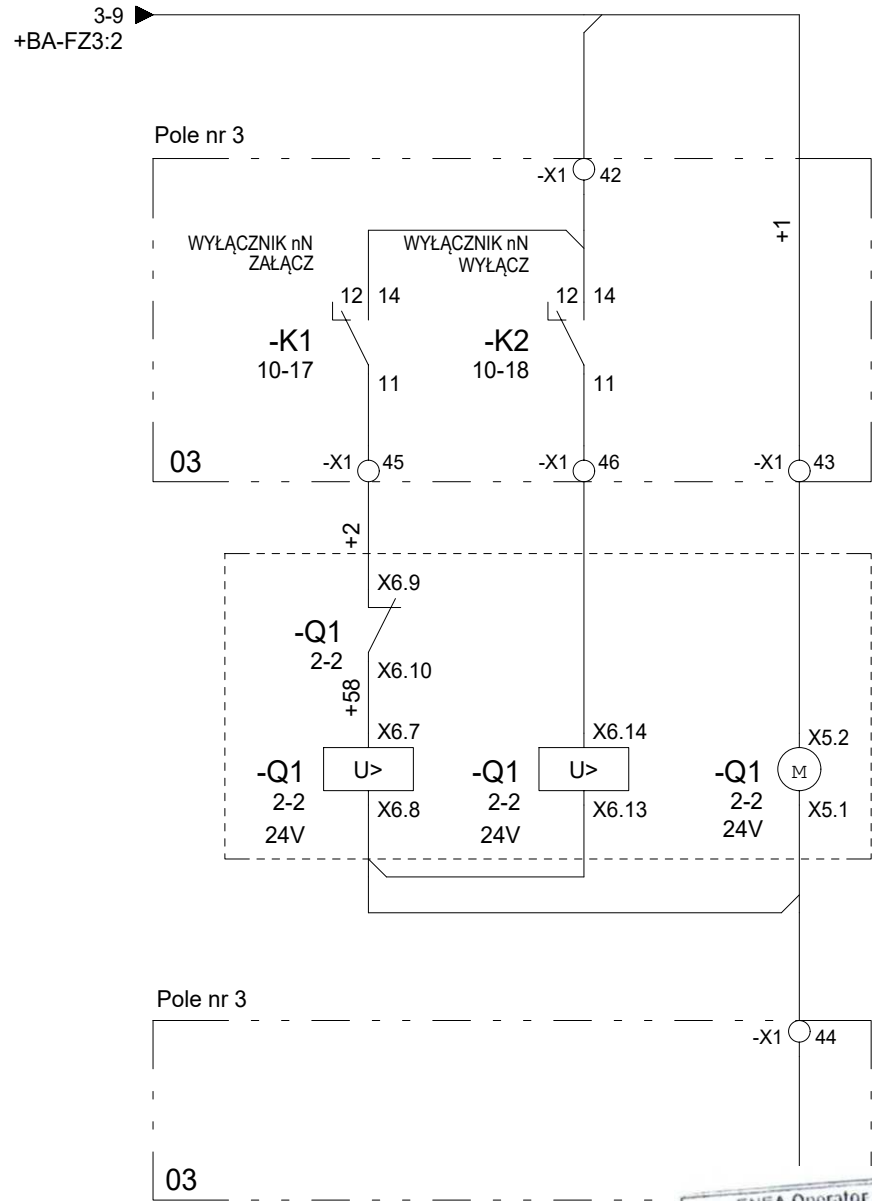 3-9
+BA-FZ3:2
Pole nr 3
-X1 42
+1
WYŁĄCZNIK nN
ZAŁĄCZ
WYŁĄCZNIK nN
WYŁĄCZ
12 14
12 14
-K1
10-17
-K2
10-18
11
11
03
-X1 45
-X1 46
-X1 43
+2
X6.9
-Q1
2-2
X6.10
+58
X6.7
X6.14
X5.2
-Q1
2-2
24V
U>
X6.8
-Q1
2-2
24V
U>
X6.13
-Q1
2-2
24V
M
X5.1
Pole nr 3
-X1 44
03
ENEA Operator